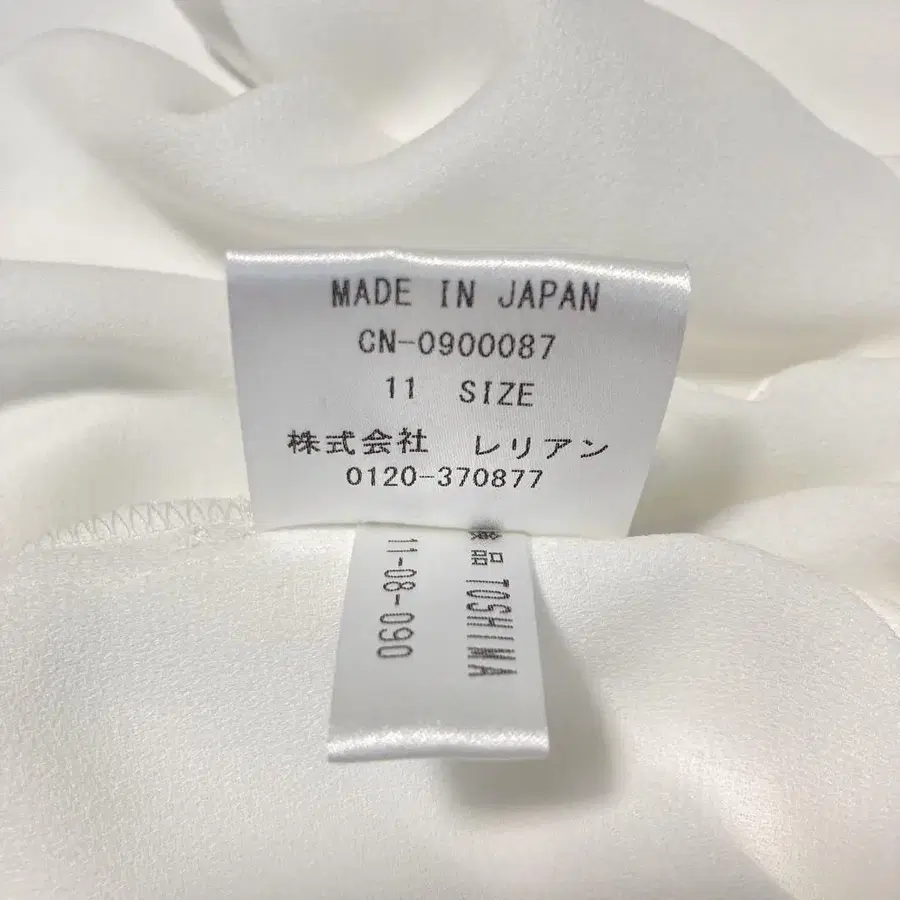 MADE IN JAPAN
CN-0900087
11 SIZE
株式会社 レリアン
0120-370877
検品 TOSHIMA
11-08-090